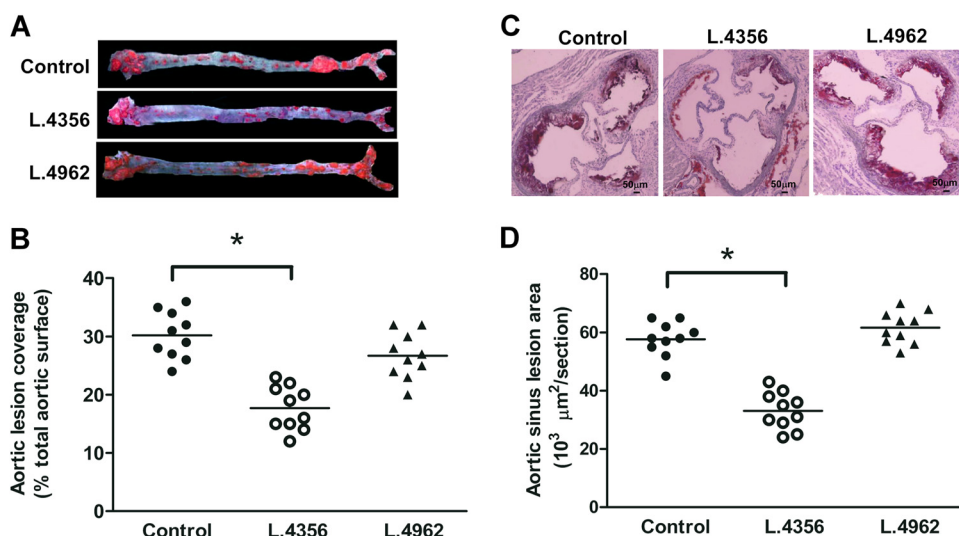 A
Control
L.4356
L.4962
C
Control
L.4356
L.4962
50μm
50μm
50μm
B
*
Aortic lesion coverage
(% total aortic surface)
40
30
20
10
0
Control
L.4356
L.4962
D
*
Aortic sinus lesion area
(10³ μm²/section)
80
60
40
20
0
Control
L.4356
L.4962